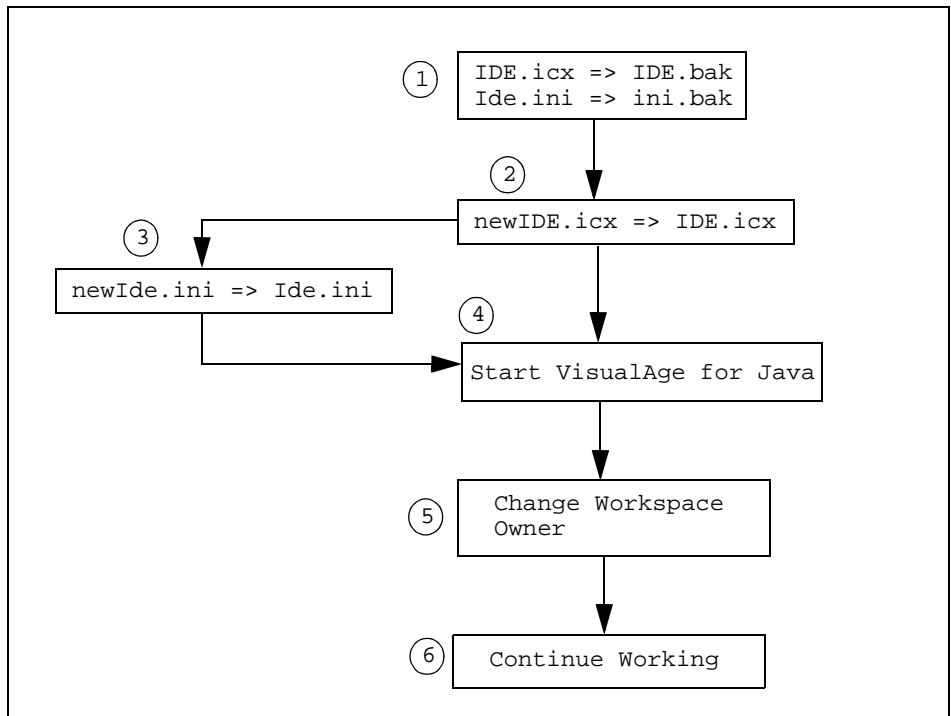 1
IDE.icx => IDE.bak
Ide.ini => ini.bak
2
newIDE.icx => IDE.icx
3
newIde.ini => Ide.ini
4
Start VisualAge for Java
5
Change Workspace
Owner
6
Continue Working